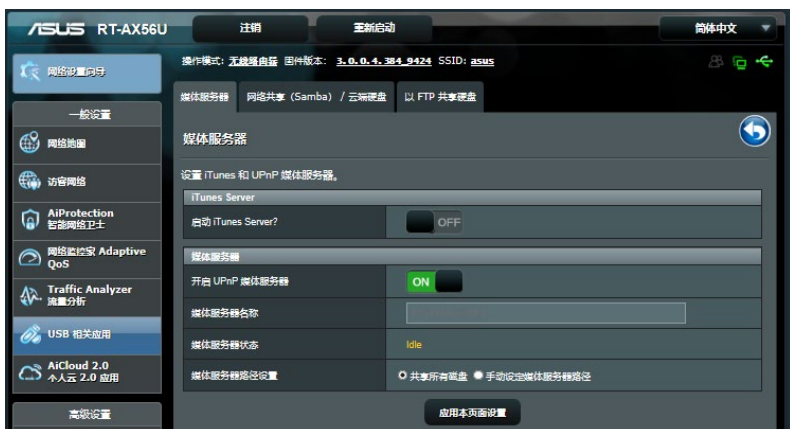 ASUS RT-AX56U 注销 重新启动 简体中文
操作模式: 无线路由器 固件版本: 3.0.0.4.384_9424 SSID: asus
网络设置向导
媒体服务器 网络共享 (Samba) / 云端硬盘 以 FTP 共享硬盘
一般设置
网络地图
访客网络
AiProtection
智能网络卫士
网络监控家 Adaptive
QoS
Traffic Analyzer
流量分析
USB 相关应用
AiCloud 2.0
个人云 2.0 应用
高级设置
媒体服务器
设置 iTunes 和 UPnP 媒体服务器。
iTunes Server
启动 iTunes Server? OFF
媒体服务器
开启 UPnP 媒体服务器 ON
媒体服务器名称
媒体服务器状态 Idle
媒体服务器路径设置 共享所有磁盘 手动设定媒体服务器路径
应用本页面设置